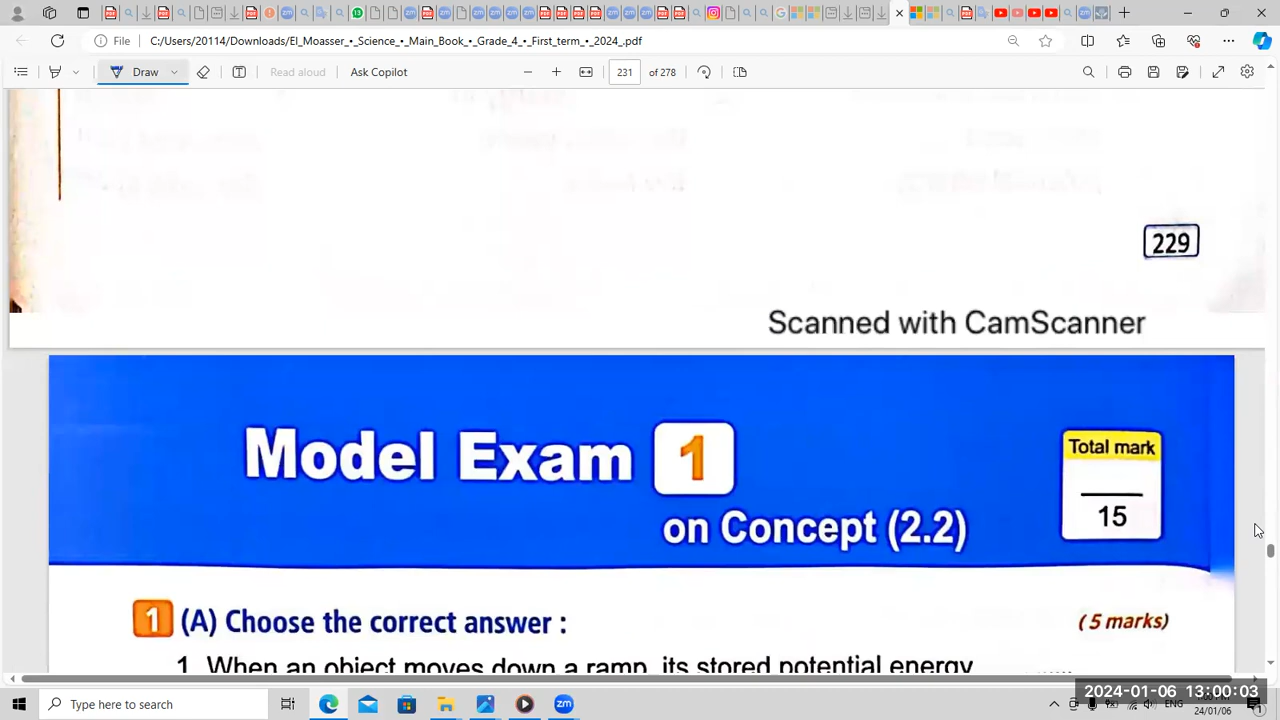 File
C:/Users/20114/Downloads/El_Moasser_•_Science_•_Main_Book_•_Grade_4_•_First_term_•_2024_.pdf
Draw
Read aloud
Ask Copilot
231
of 278
229
Scanned with CamScanner
Model Exam 1
on Concept (2.2)
Total mark
15
1 (A) Choose the correct answer :
(5 marks)
1. When an object moves down a ramp, its stored potential energy
2024-01-06 13:00:03
Type here to search
ENG
24/01/06